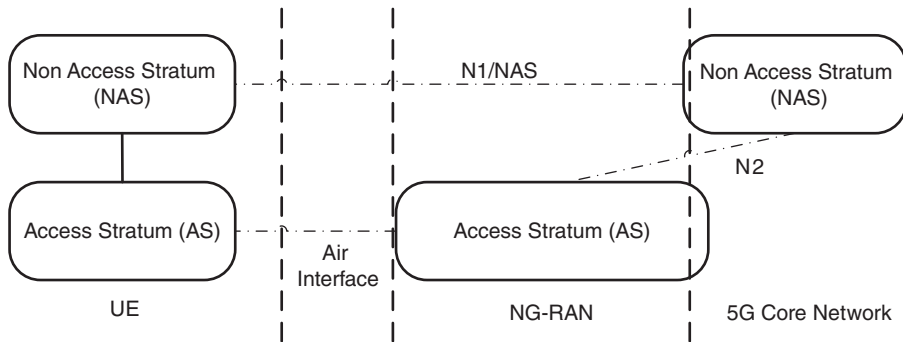 Non Access Stratum
(NAS)
N1/NAS
Non Access Stratum
(NAS)
N2
Access Stratum (AS)
Air
Interface
Access Stratum (AS)
UE
NG-RAN
5G Core Network